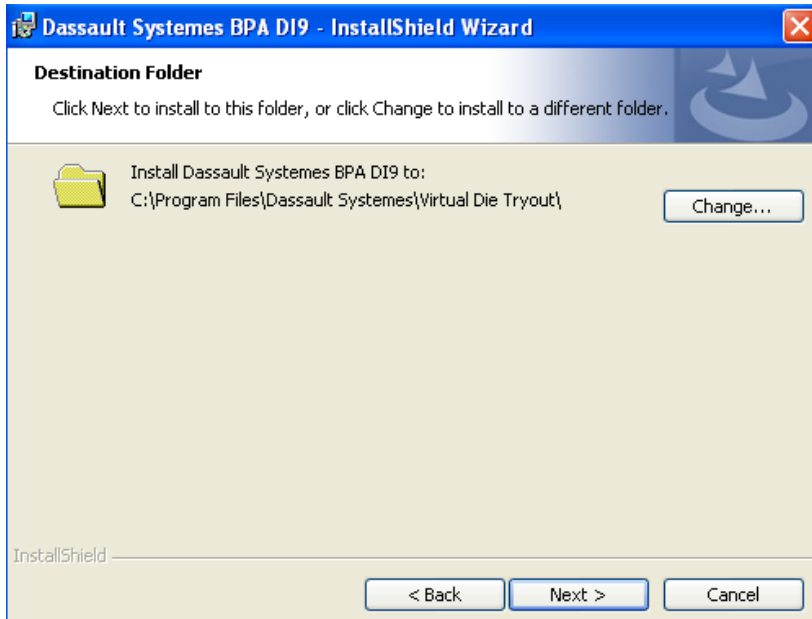 Dassault Systemes BPA DI9 - InstallShield Wizard
Destination Folder
Click Next to install to this folder, or click Change to install to a different folder.
Install Dassault Systemes BPA DI9 to:
C:\Program Files\Dassault Systemes\Virtual Die Tryout\
Change...
InstallShield
< Back
Next >
Cancel